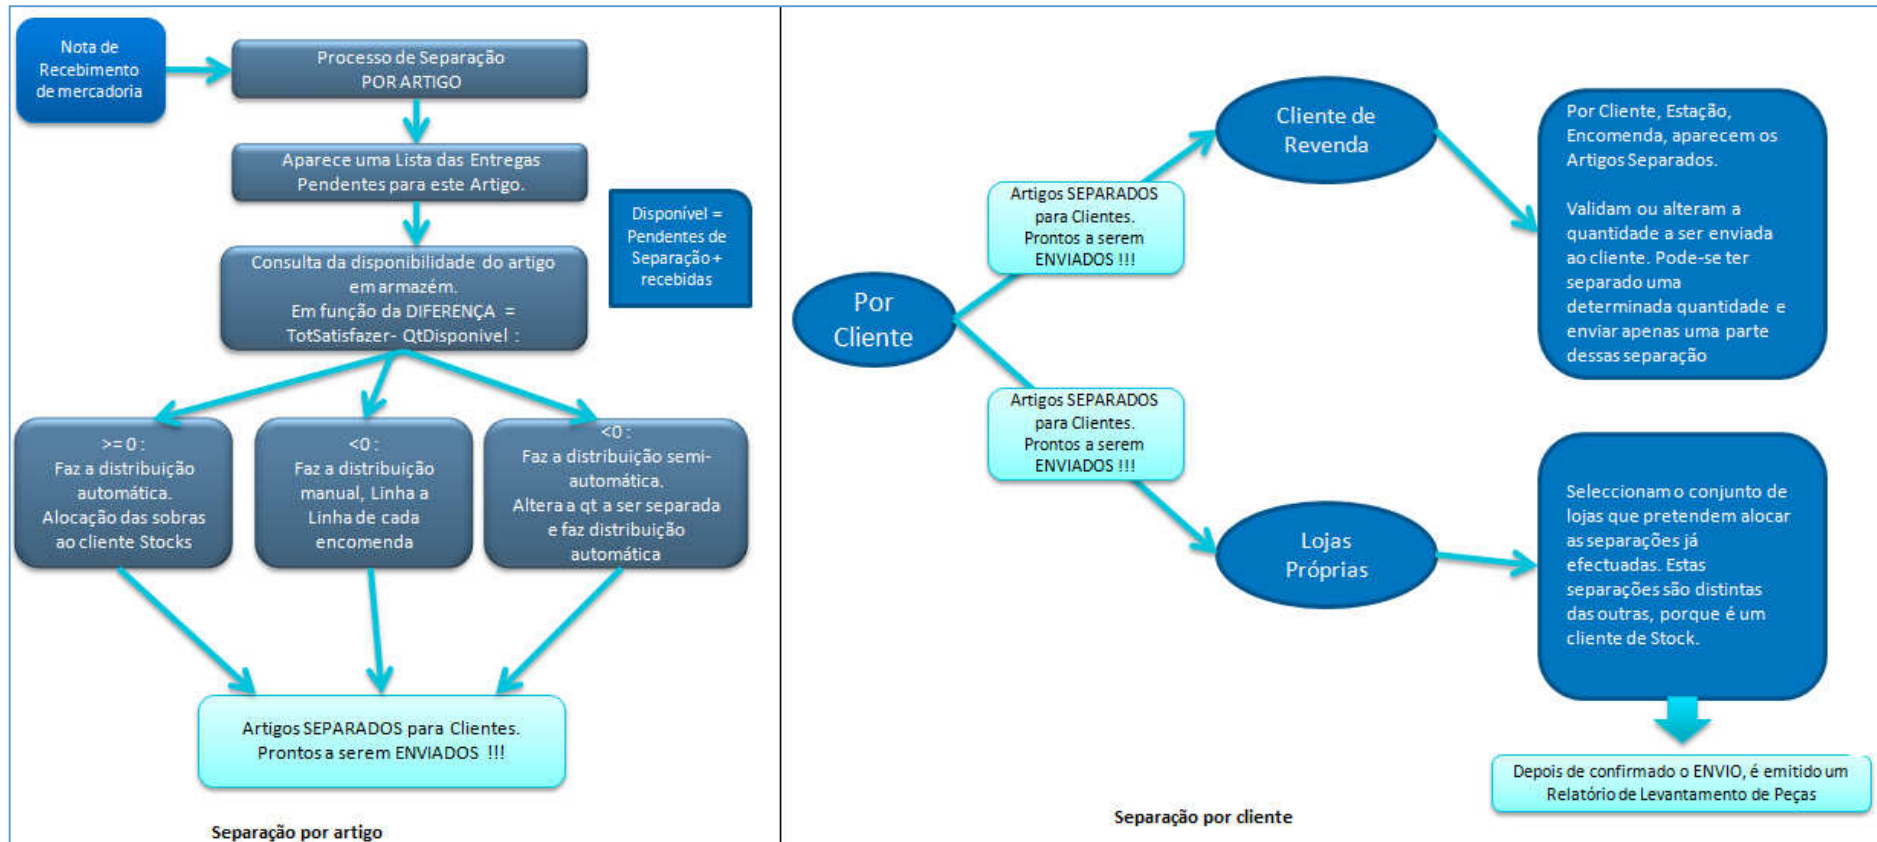 Nota de
Recebimento
de mercadoria
Processo de Separação
POR ARTIGO
Aparece uma Lista das Entregas
Pendentes para este Artigo.
Disponível =
Pendentes de
Separação +
recebidas
Consulta da disponibilidade do artigo
em armazém.
Em função da DIFERENÇA =
TotSatisfazer- QtDisponivel :
>= 0 :
Faz a distribuição
automática.
Alocação das sobras
ao cliente Stocks
<0 :
Faz a distribuição
manual, Linha a
Linha de cada
encomenda
<0 :
Faz a distribuição semi-
automática.
Altera a qt a ser separada
e faz distribuição
automática
Artigos SEPARADOS para Clientes.
Prontos a serem ENVIADOS !!!
Separação por artigo
Por
Cliente
Artigos SEPARADOS
para Clientes.
Prontos a serem
ENVIADOS !!!
Cliente de
Revenda
Por Cliente, Estação,
Encomenda, aparecem os
Artigos Separados.
Validam ou alteram a
quantidade a ser enviada
ao cliente. Pode-se ter
separado uma
determinada quantidade e
enviar apenas uma parte
dessas separação
Artigos SEPARADOS
para Clientes.
Prontos a serem
ENVIADOS !!!
Lojas
Próprias
Seleccionam o conjunto de
lojas que pretendem alocar
as separações já
efectuadas. Estas
separações são distintas
das outras, porque é um
cliente de Stock.
Depois de confirmado o ENVIO, é emitido um
Relatório de Levantamento de Peças
Separação por cliente